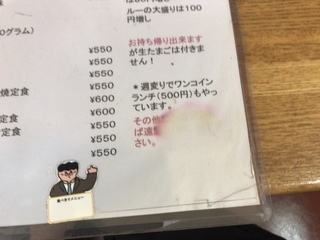 ルーの大盛りは100
円増し
0グラム)
¥550
¥550
¥550
焼定食 ¥600
¥600
定食 ¥550
定食 ¥550
¥550
お持ち帰り出来ます
が生たまごは付きま
せん!
*週変りでワンコイン
ランチ(500円)もやっ
ています。
その他
ば遠
さい。